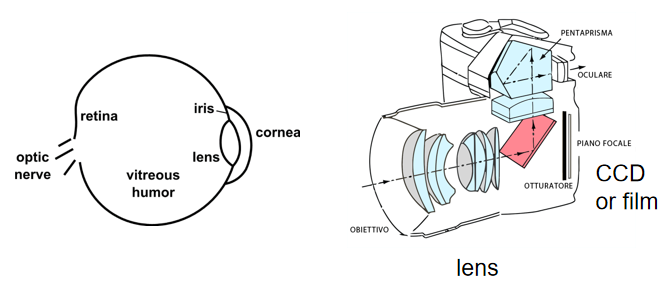 retina
iris
cornea
optic
nerve
lens
vitreous
humor
PENTAPRISMA
OCULARE
PIANO FOCALE
OTTURATORE
CCD
or film
OBIETTIVO
lens